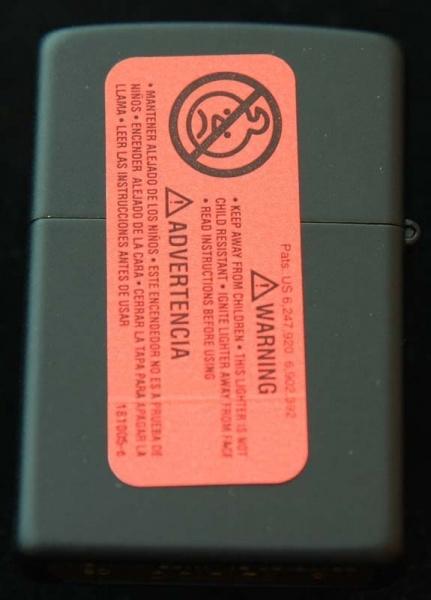 Pats. US 6,247,920 6,902,392
⚠WARNING
• KEEP AWAY FROM CHILDREN • THIS LIGHTER IS NOT
CHILD RESISTANT • IGNITE LIGHTER AWAY FROM FACE
• READ INSTRUCTIONS BEFORE USING
⚠ADVERTENCIA
• MANTENER ALEJADO DE LOS NIÑOS • ESTE ENCENDEDOR NO ES A PRUEBA DE
NIÑOS • ENCENDER ALEJADO DE LA CARA • CERRAR LA TAPA PARA APAGAR LA
LLAMA • LEER LAS INSTRUCCIONES ANTES DE USAR
181005-e